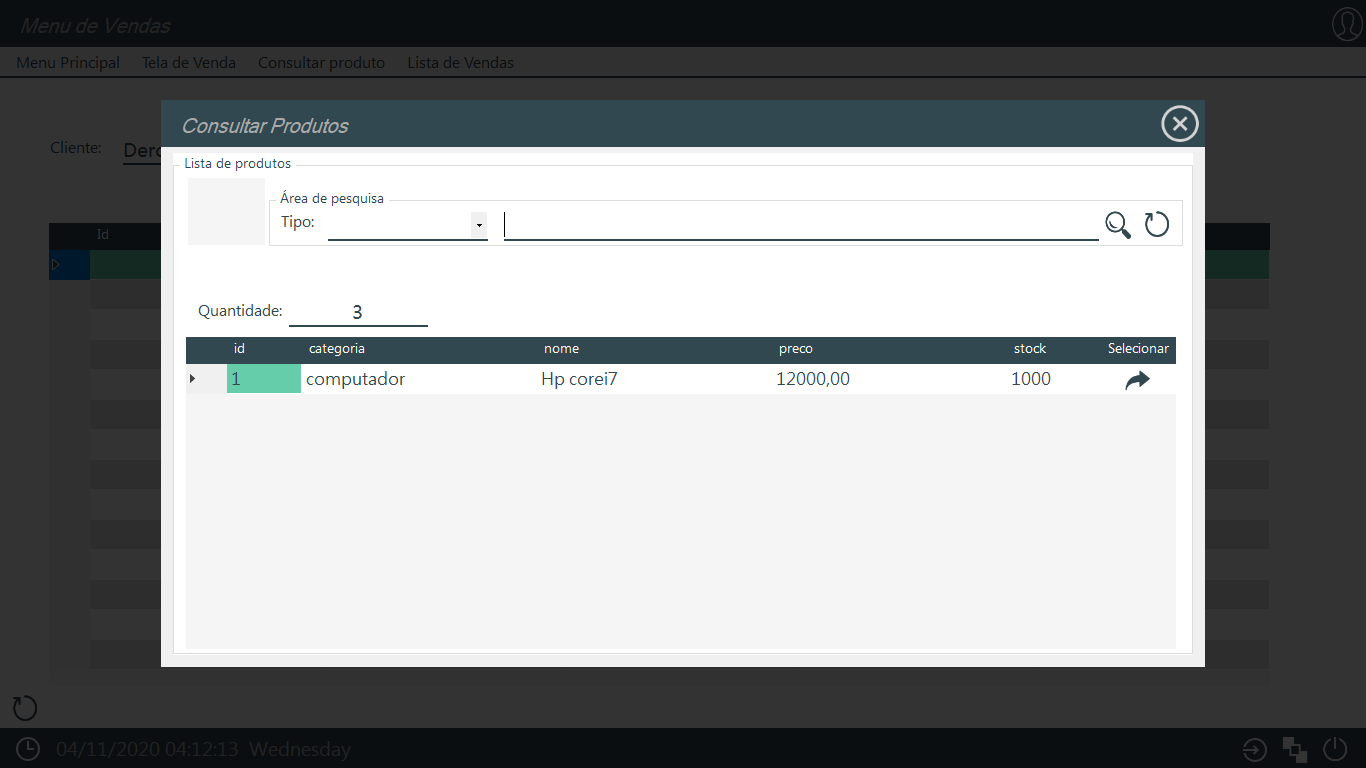 Menu de Vendas
Menu Principal Tela de Venda Consultar produto Lista de Vendas
Consultar Produtos
Cliente:
Lista de produtos
Área de pesquisa
Tipo:
Id
Quantidade: 3
id categoria nome preco stock Selecionar
1 computador Hp corei7 12000,00 1000
04/11/2020 04:12:13 Wednesday